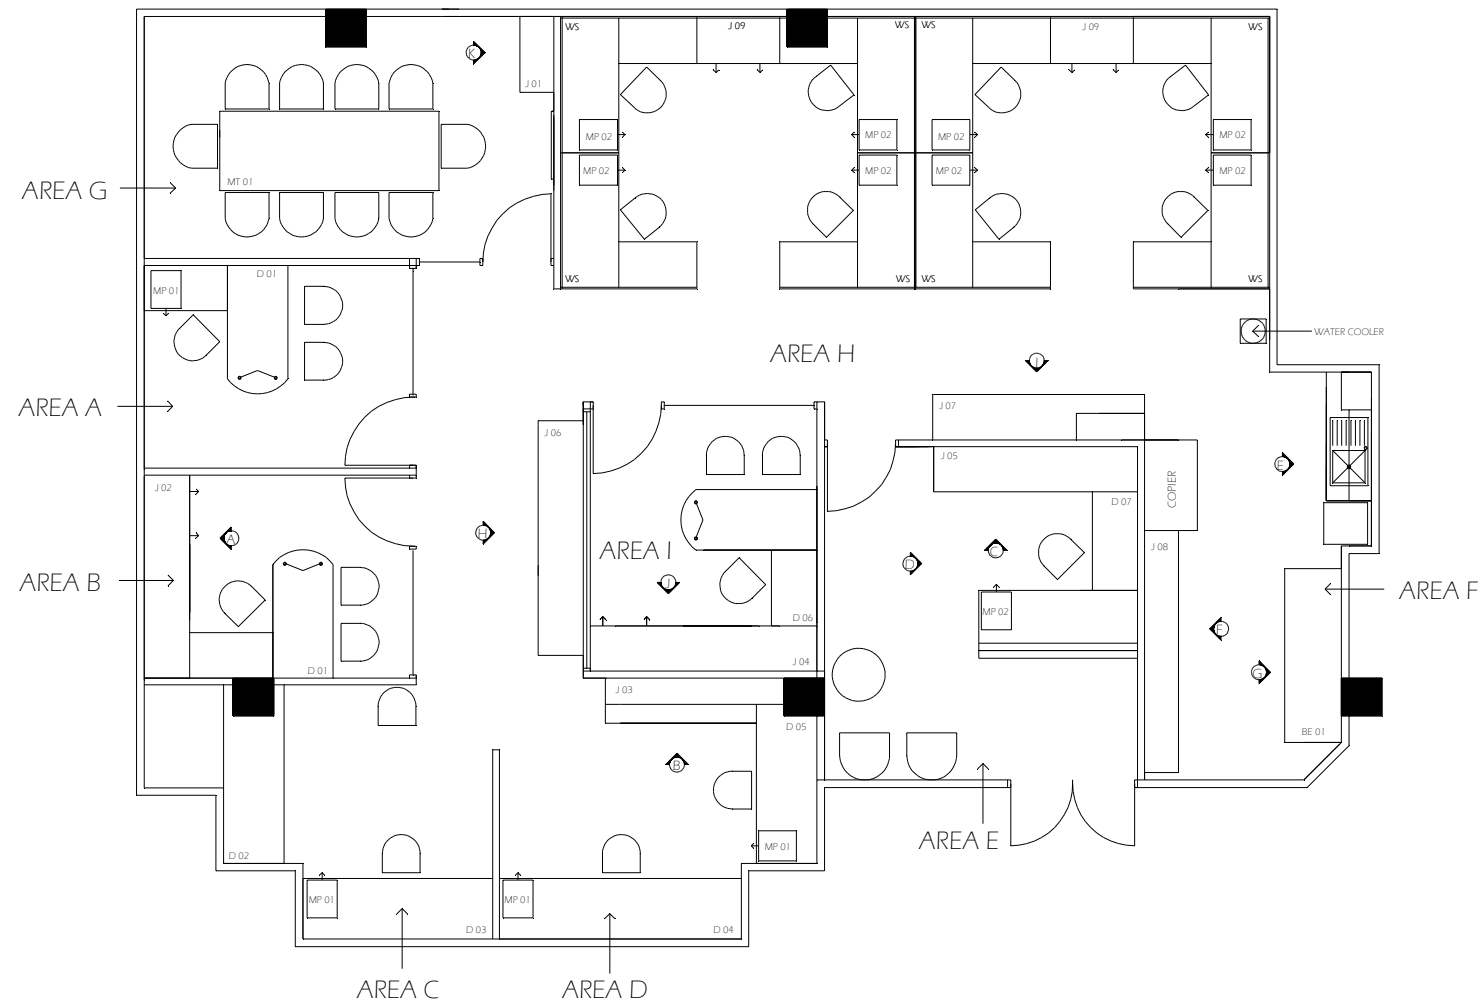 WS
J 09
WS
WS
J 09
WS
K
J 01
MP 02
MP 02
MP 02
MP 02
MP 02
MP 02
MP 02
MP 02
MT 01
AREA G
WS
WS
WS
WS
D 01
MP 01
WATER COOLER
AREA H
I
AREA A
J 07
J 06
J 05
E
COPIER
J 02
D 07
H
A
AREA I
C
D
J 08
AREA B
J
AREA F
MP 02
D 06
F
J 04
D 01
G
J 03
D 05
BE 01
B
AREA E
MP 01
D 02
MP 01
MP 01
D 03
D 04
AREA C
AREA D